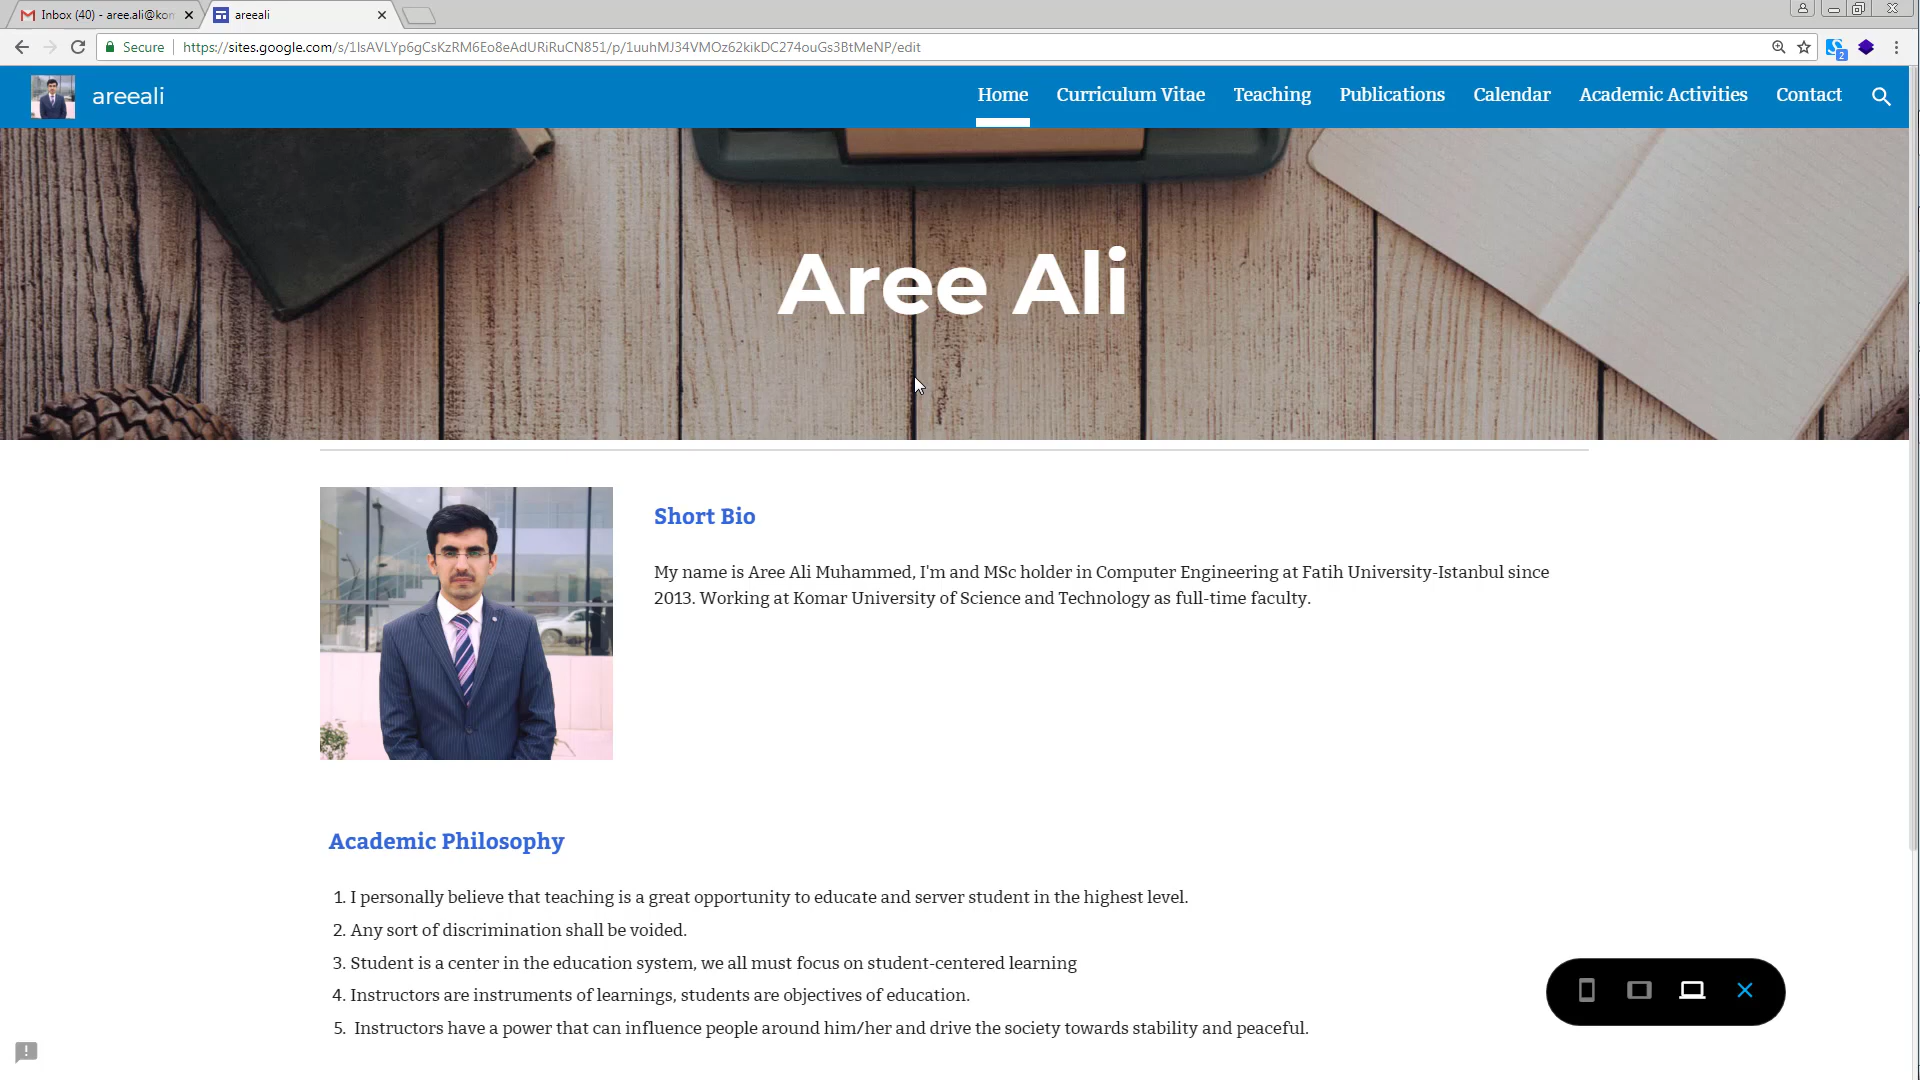 Inbox (40) - aree.ali@kon
areeali
Secure
https://sites.google.com/s/1IsAVLYp6gCsKzRM6Eo8eAdURiRuCN851/p/1uuhMJ34VMOz62kikDC274ouGs3BtMeNP/edit
2
areeali
Home
Curriculum Vitae
Teaching
Publications
Calendar
Academic Activities
Contact
Aree Ali
Short Bio
My name is Aree Ali Muhammed, I'm and MSc holder in Computer Engineering at Fatih University-Istanbul since
2013. Working at Komar University of Science and Technology as full-time faculty.
Academic Philosophy
1. I personally believe that teaching is a great opportunity to educate and server student in the highest level.
2. Any sort of discrimination shall be voided.
3. Student is a center in the education system, we all must focus on student-centered learning
4. Instructors are instruments of learnings, students are objectives of education.
5. Instructors have a power that can influence people around him/her and drive the society towards stability and peaceful.